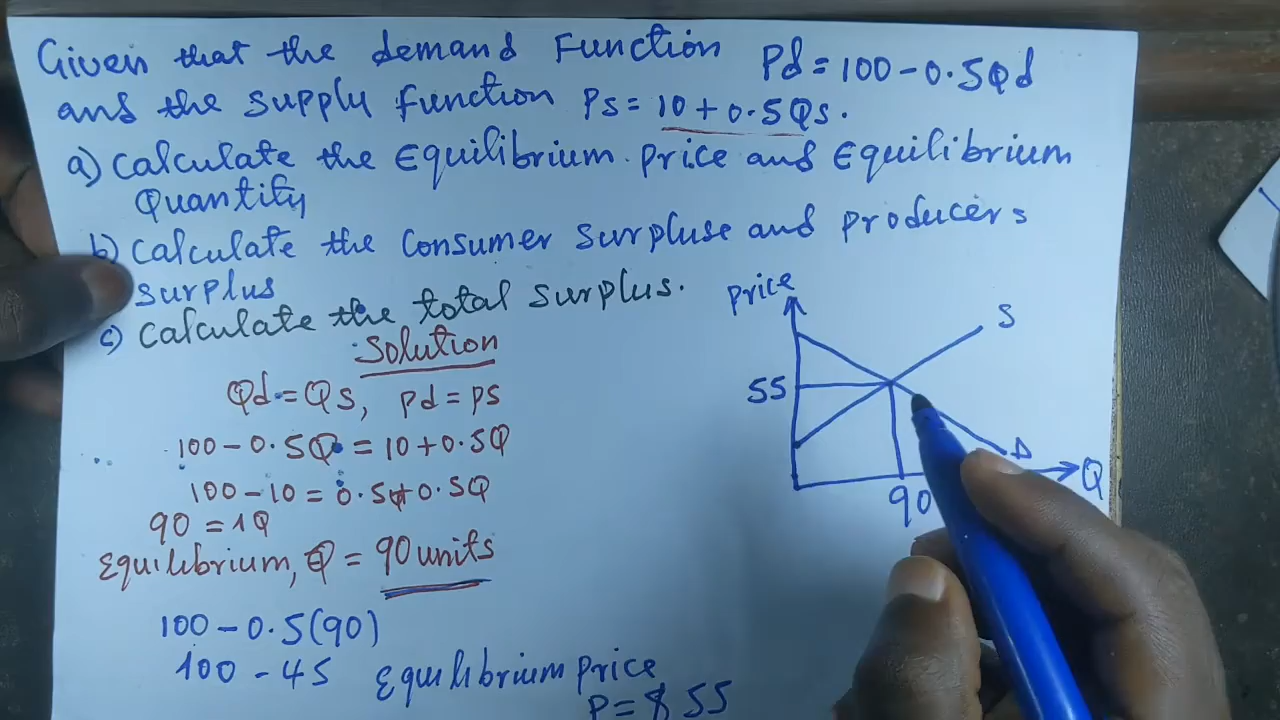 Given that the demand Function Pd = 100 - 0.5Qd
and the supply function Ps = 10 + 0.5Qs.
a) Calculate the Equilibrium price and Equilibrium
Quantity
b) Calculate the Consumer surpluse and producers
surplus
c) Calculate the total surplus.
Solution
Qd = Qs, pd = ps
100 - 0.5Q = 10 + 0.5Q
100 - 10 = 0.5Q + 0.5Q
90 = 1Q
Equilibrium, Q = 90 units
100 - 0.5(90)
100 - 45
Equilibrium price
P = $55
price
S
55
D
Q
90